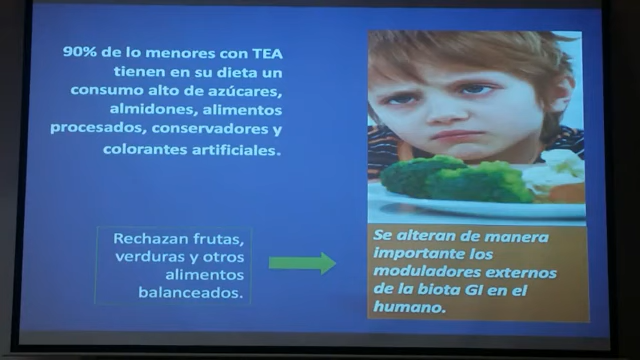 90% de lo menores con TEA
tienen en su dieta un
consumo alto de azúcares,
almidones, alimentos
procesados, conservadores y
colorantes artificiales.
Rechazan frutas,
verduras y otros
alimentos
balanceados.
Se alteran de manera
importante los
moduladores externos
de la biota GI en el
humano.